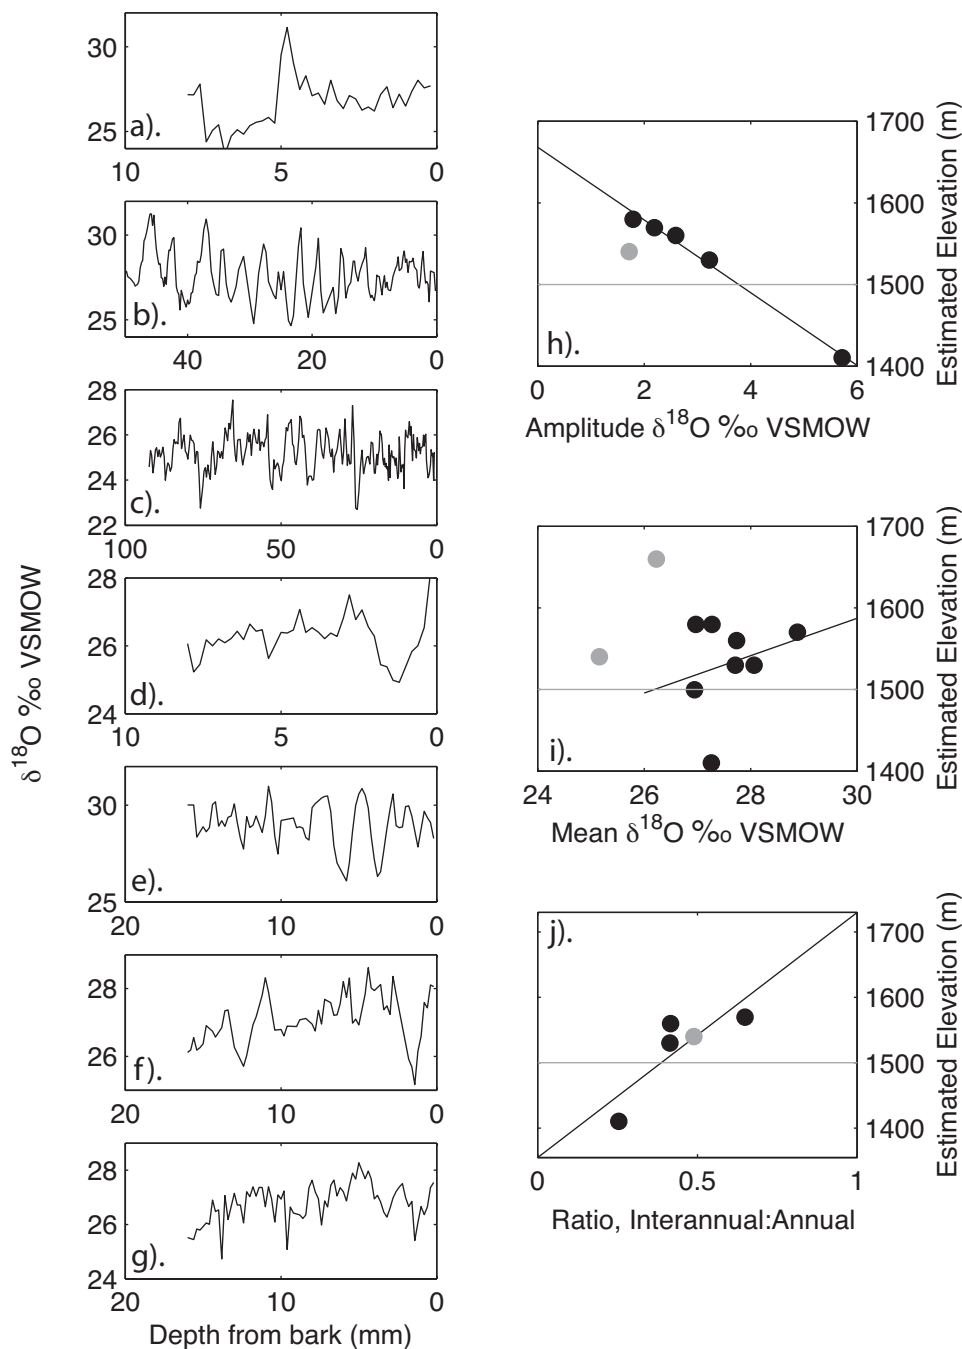 δ18O ‰ VSMOW
30
25
a).
10 5 0
30
25
b).
40 20 0
28
26
24
22
c).
100 50 0
28
26
24
d).
10 5 0
30
25
e).
20 10 0
28
26
f).
20 10 0
28
26
24
g).
20 10 0
Depth from bark (mm)
1700
1600
1500
1400
h).
0 2 4 6
Amplitude δ18O ‰ VSMOW
Estimated Elevation (m)
1700
1600
1500
1400
i).
24 26 28 30
Mean δ18O ‰ VSMOW
Estimated Elevation (m)
j).
1700
1600
1500
1400
0 0.5 1
Ratio, Interannual:Annual
Estimated Elevation (m)